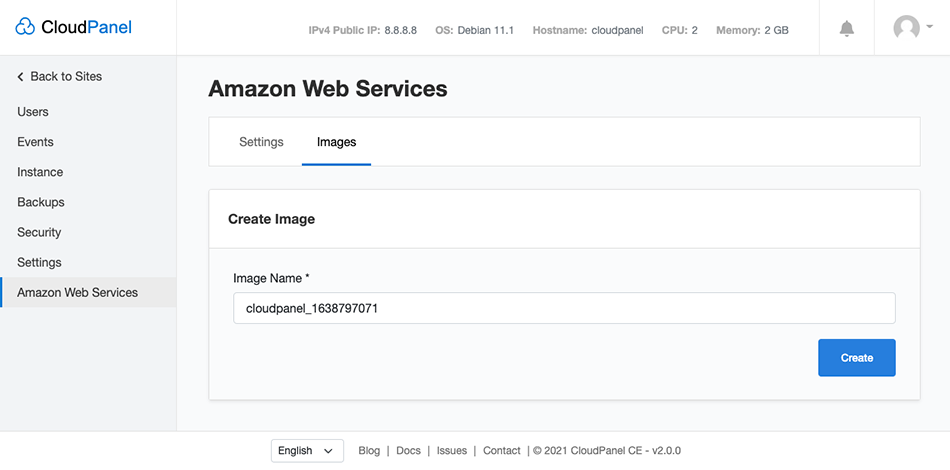 CloudPanel
IPv4 Public IP: 8.8.8.8 OS: Debian 11.1 Hostname: cloudpanel CPU: 2 Memory: 2 GB
Back to Sites
Users
Events
Instance
Backups
Security
Settings
Amazon Web Services
Amazon Web Services
Settings Images
Create Image
Image Name *
cloudpanel_1638797071
Create
English Blog | Docs | Issues | Contact | © 2021 CloudPanel CE - v2.0.0